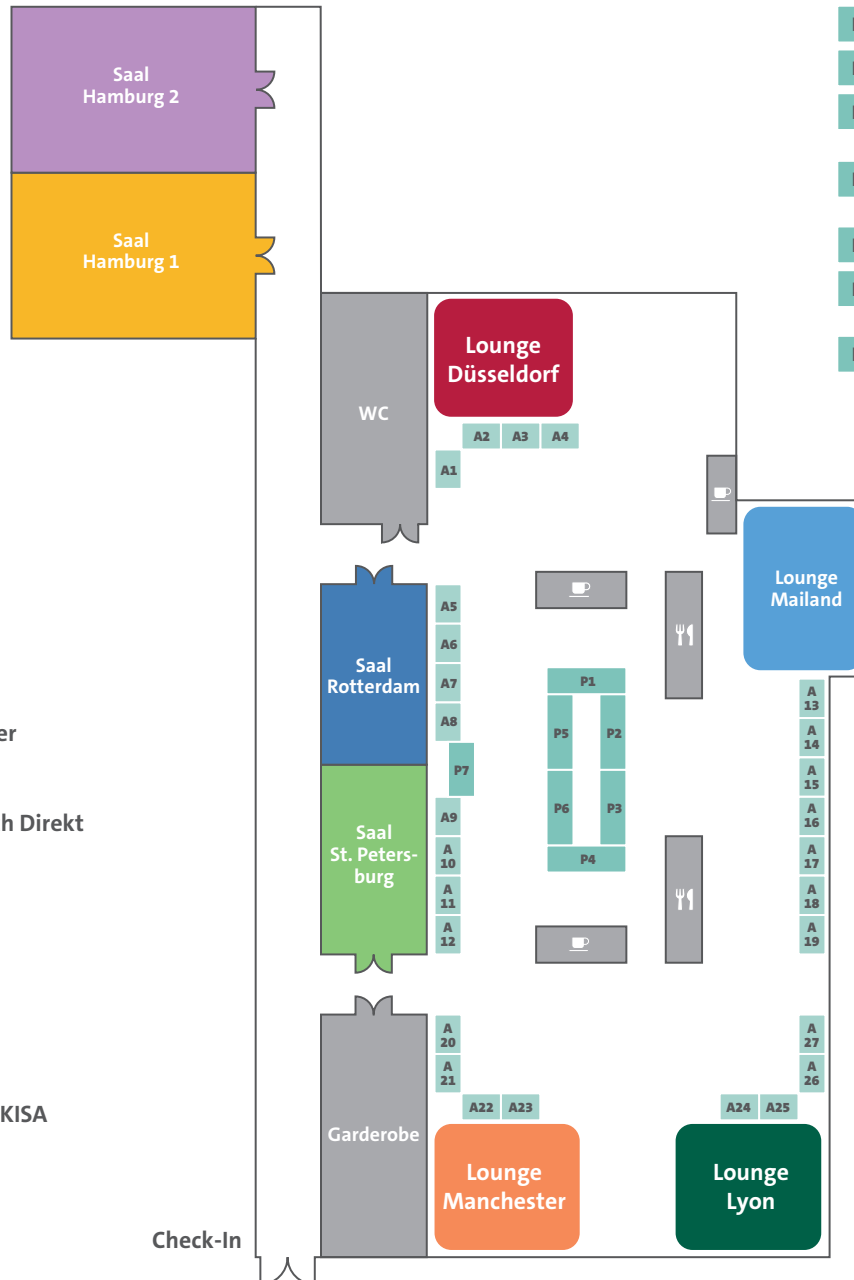 Saal
Hamburg 2
Saal
Hamburg 1
WC
Lounge
Düsseldorf
A2 A3 A4
A1
Lounge
Mailand
A5
A6
Saal
Rotterdam
A7
A8
P7
P1
P5 P2
P6 P3
P4
A
13
A
14
A
15
A
16
A
17
A
18
A
19
er
h Direkt
Saal
St. Peters-
burg
A9
A
10
A
11
A
12
A
20
A
21
A22 A23
A
27
A
26
A24 A25
KISA
Garderobe
Lounge
Manchester
Lounge
Lyon
Check-In